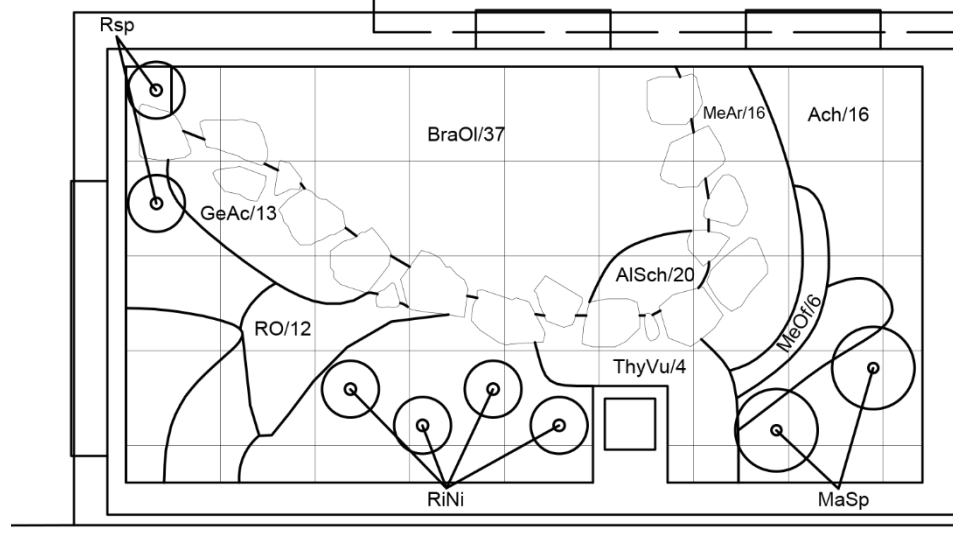 Rsp
MeAr/16
Ach/16
BraOl/37
GeAc/13
AlSch/20
MeOf/6
RO/12
ThyVu/4
RiNi
MaSp